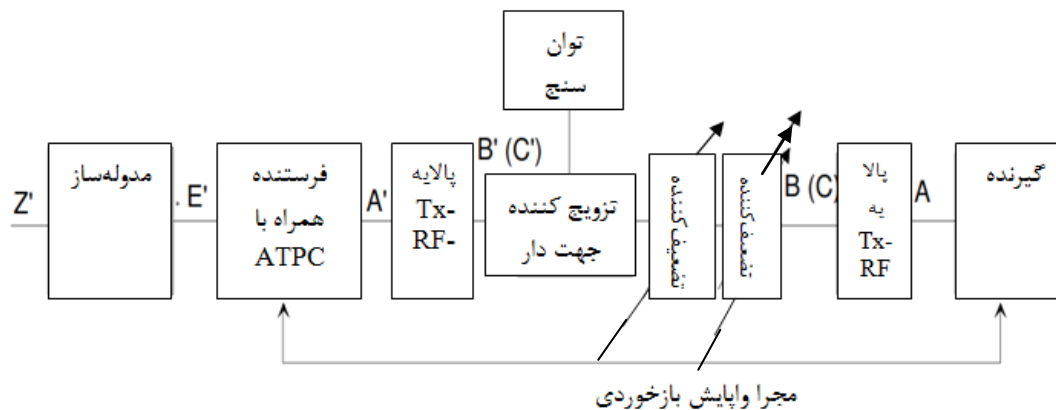 توان
سنج
Z'
مدوله‌ساز
. E'
فرستنده
همراه با
ATPC
A'
پالایه
Tx-
RF-
B' (C')
تزویج کننده
جهت دار
تضعیف‌کننده
تضعیف‌کننده
B (C)
پالا
یه
Tx-
RF
A
گیرنده
مجرا واپایش بازخوردی